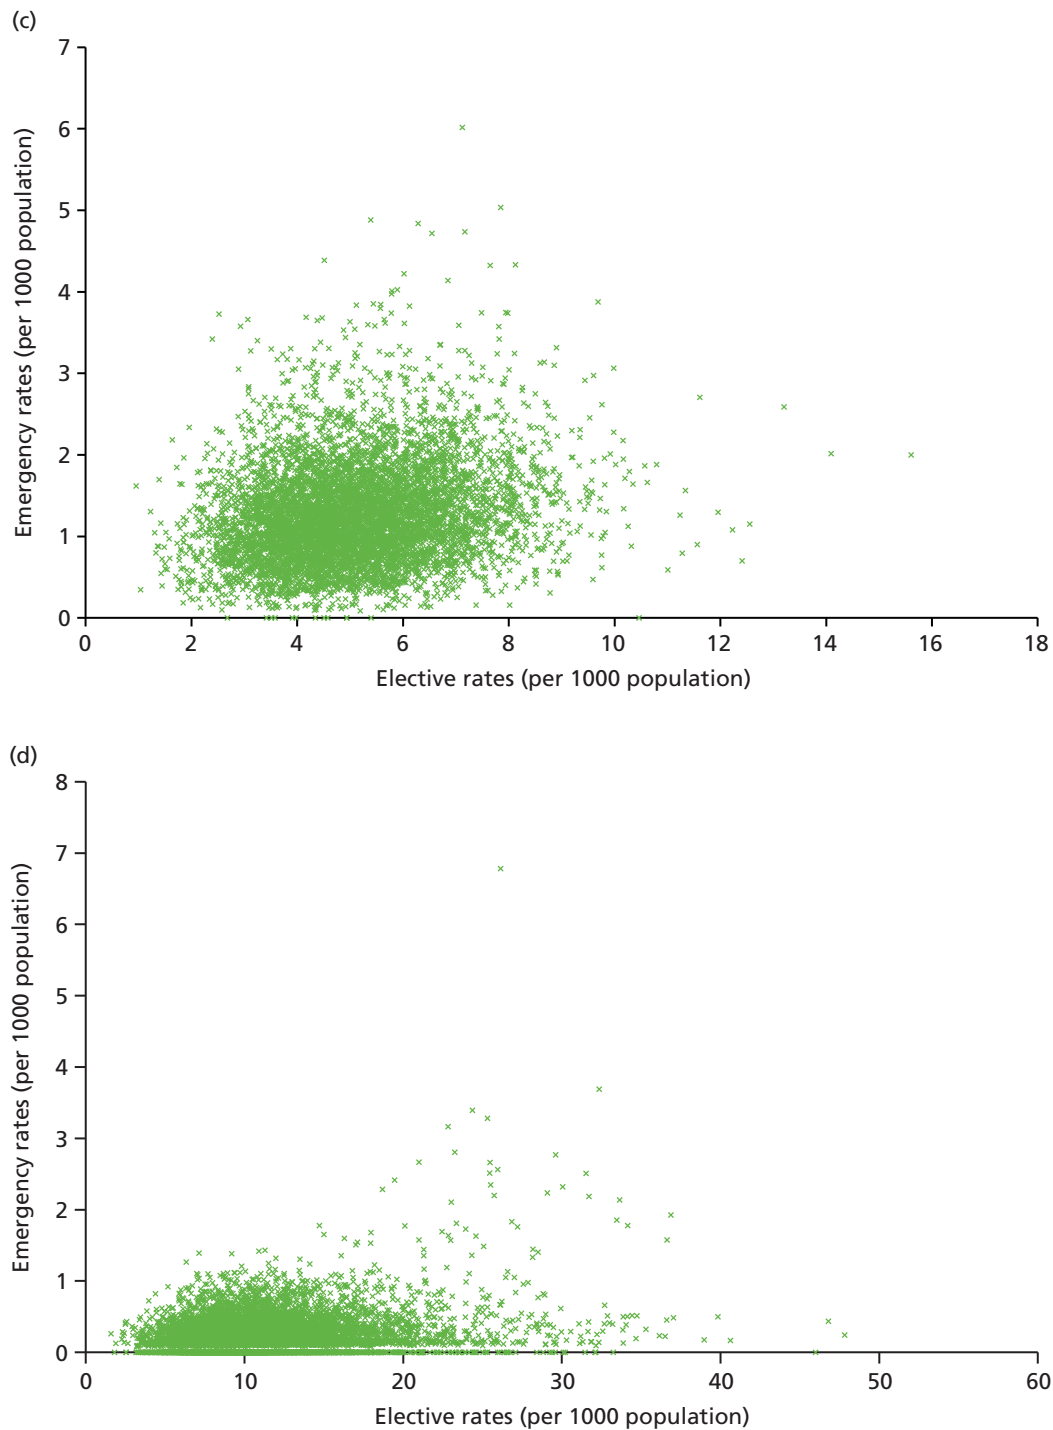 (c)
7
6
5
4
3
2
1
0
Emergency rates (per 1000 population)
0 2 4 6 8 10 12 14 16 18
Elective rates (per 1000 population)
(d)
8
7
6
5
4
3
2
1
0
Emergency rates (per 1000 population)
0 10 20 30 40 50 60
Elective rates (per 1000 population)